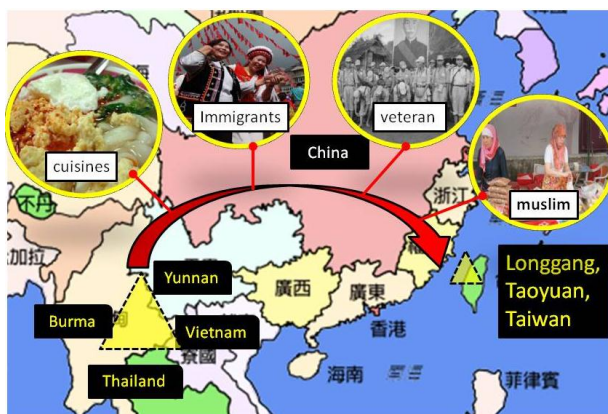 cuisines
Immigrants
veteran
muslim
China
浙江
不丹
加拉
Yunnan
Burma
Vietnam
Thailand
廣西
廣東
香港
寮國
海南
菲律賓
Longgang,
Taoyuan,
Taiwan